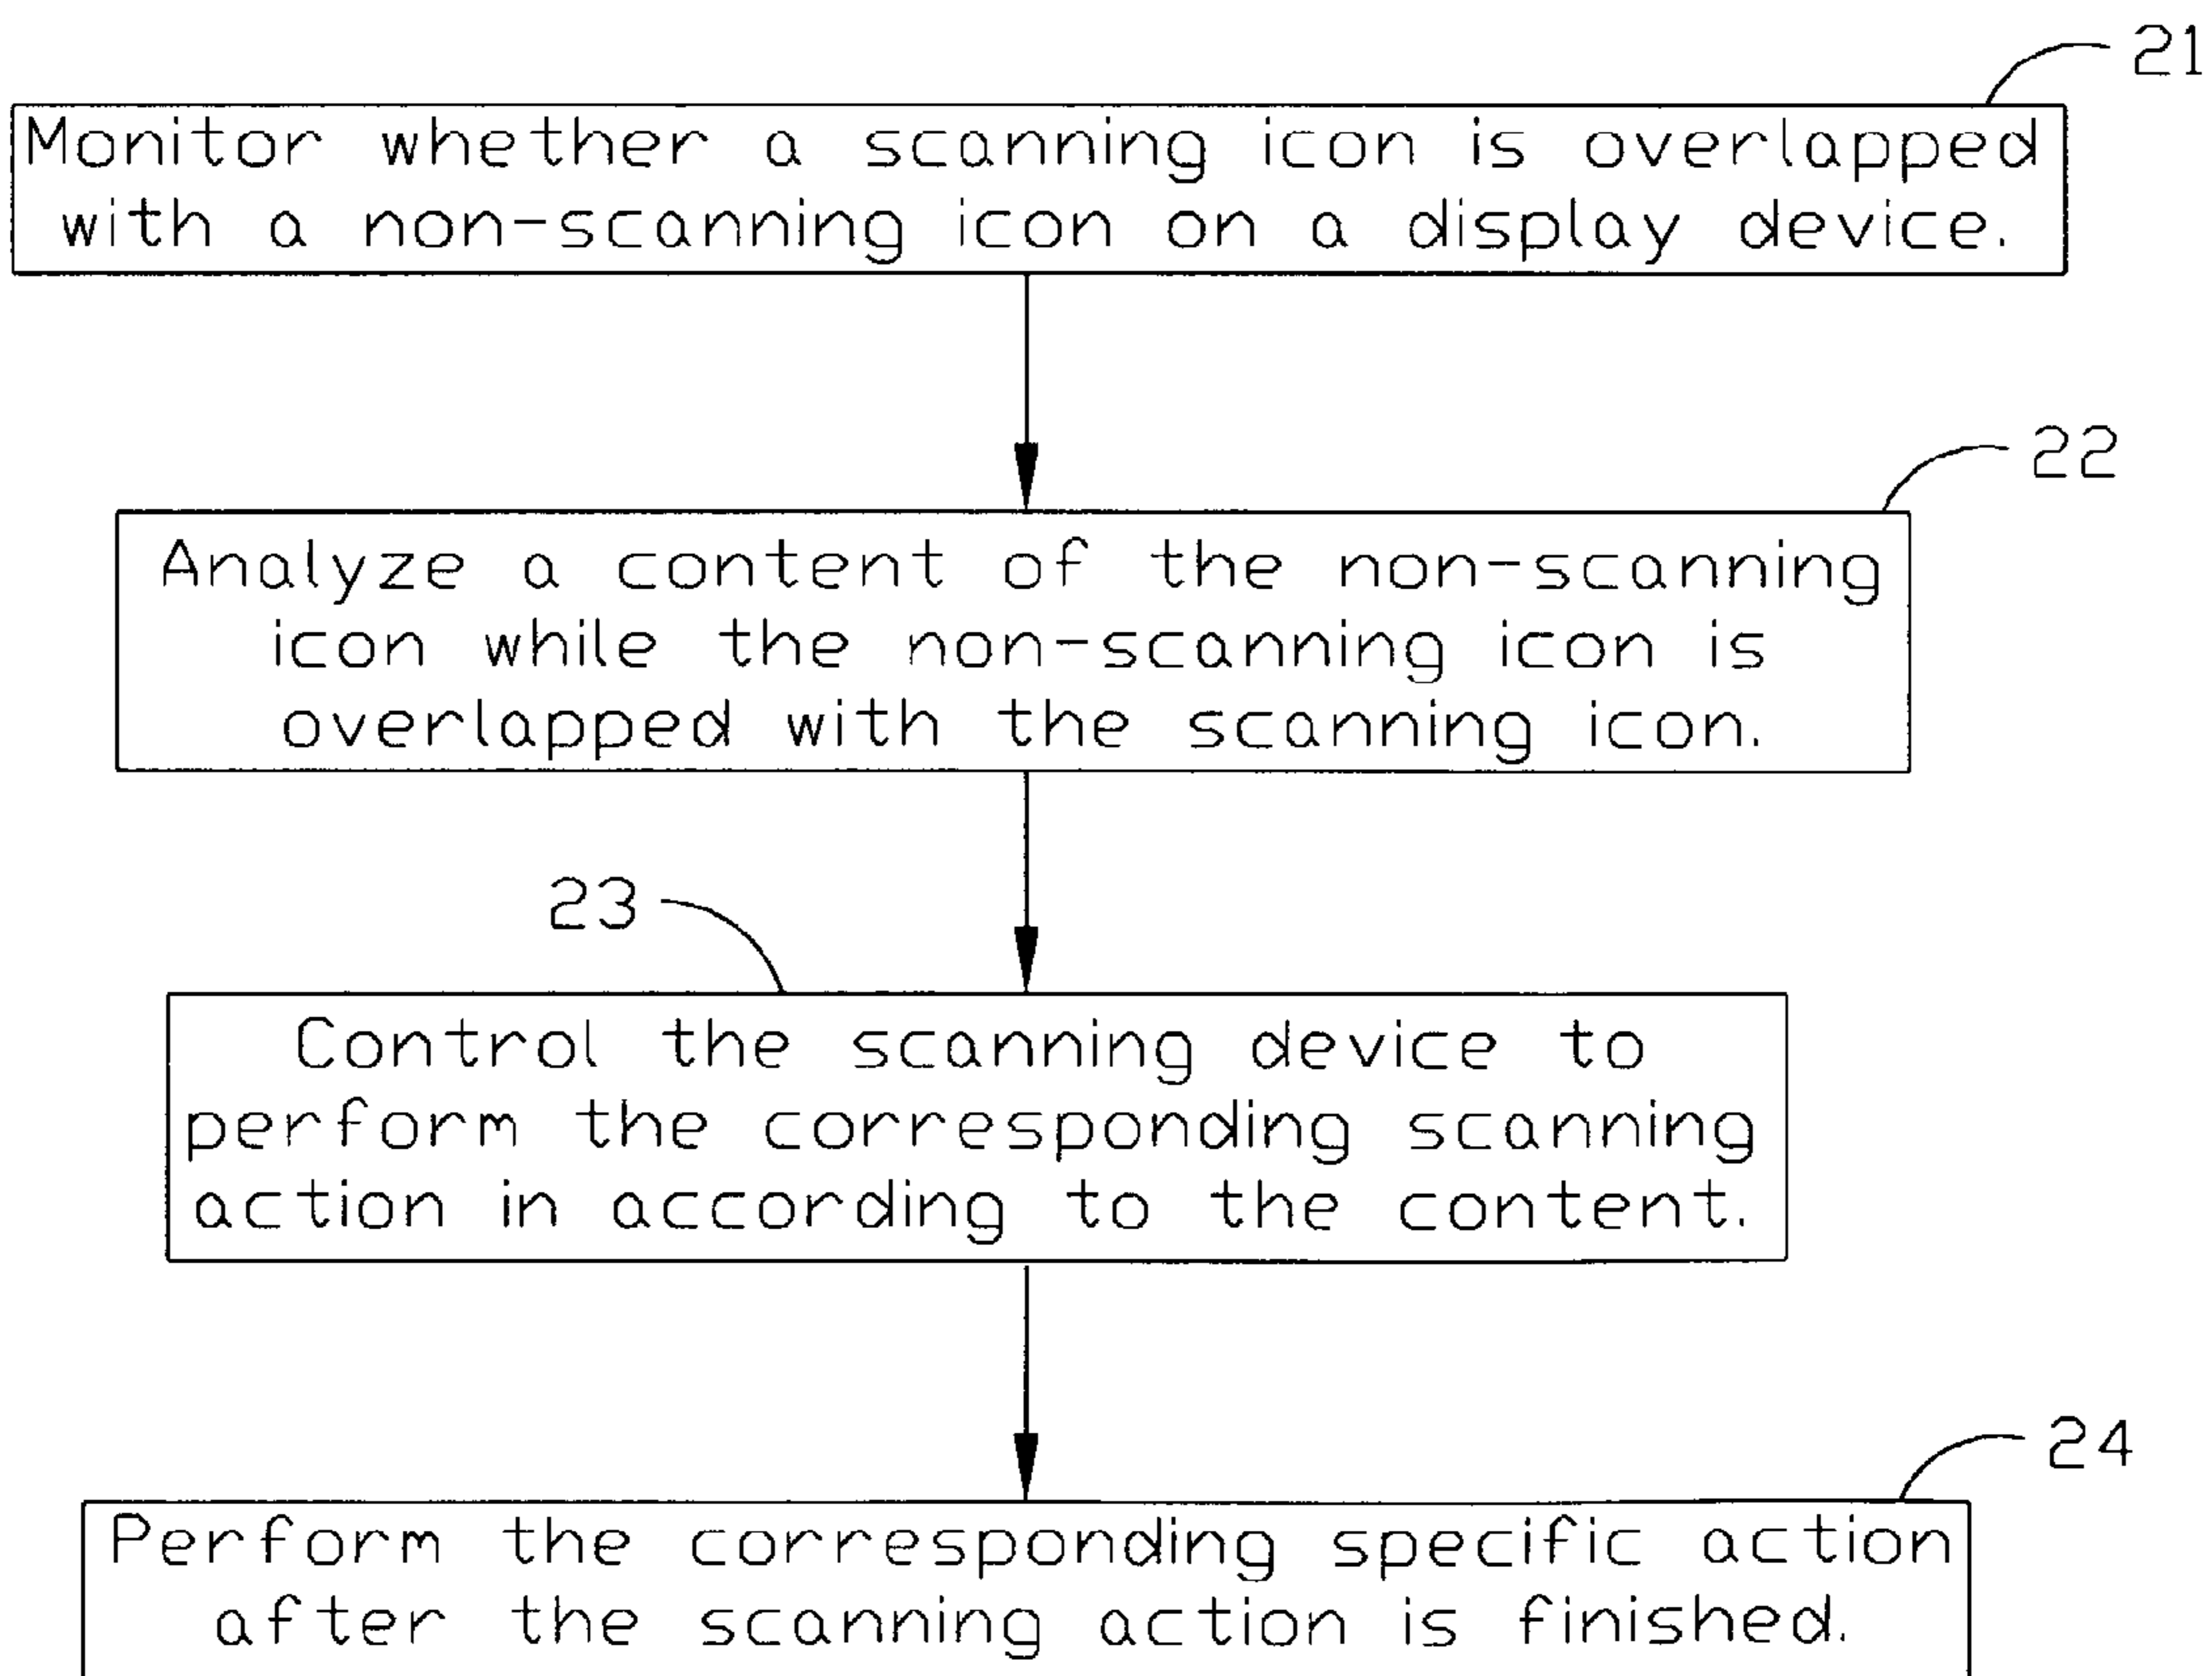 21
Monitor whether a scanning icon is overlapped
with a non-scanning icon on a display device.
22
Analyze a content of the non-scanning
icon while the non-scanning icon is
overlapped with the scanning icon.
23
Control the scanning device to
perform the corresponding scanning
action in according to the content.
24
Perform the corresponding specific action
after the scanning action is finished.